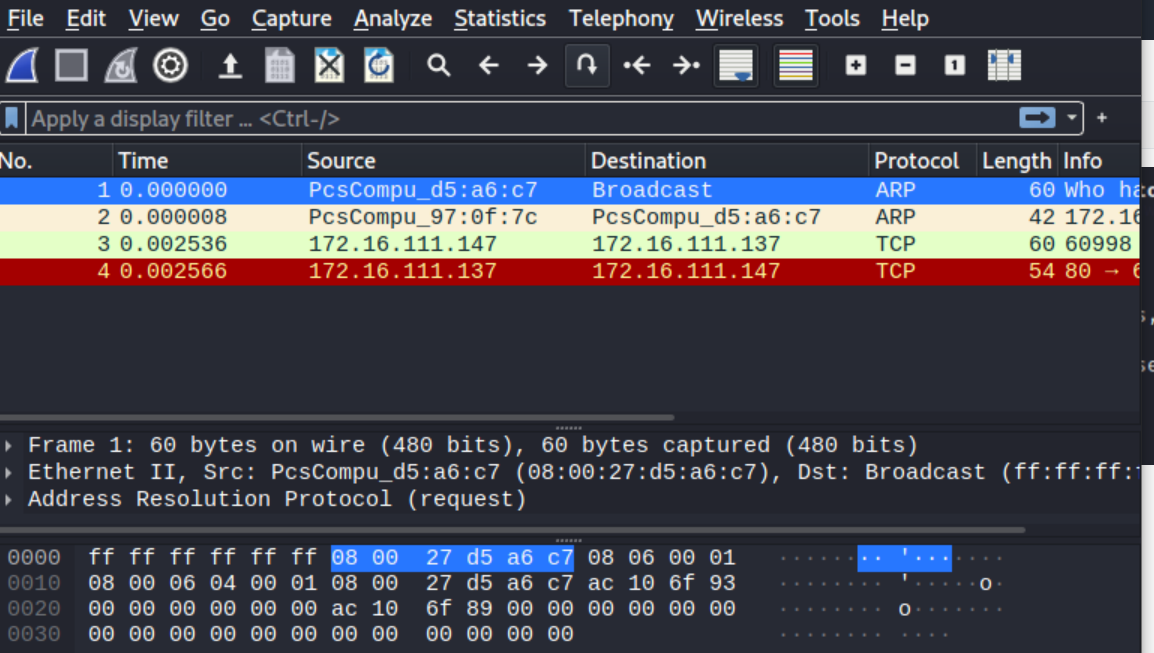 File Edit View Go Capture Analyze Statistics Telephony Wireless Tools Help
Apply a display filter … <Ctrl-/>
No. Time Source Destination Protocol Length Info
1 0.000000 PcsCompu_d5:a6:c7 Broadcast ARP 60 Who ha
2 0.000008 PcsCompu_97:0f:7c PcsCompu_d5:a6:c7 ARP 42 172.16
3 0.002536 172.16.111.147 172.16.111.137 TCP 60 60998
4 0.002566 172.16.111.137 172.16.111.147 TCP 54 80 → 6
Frame 1: 60 bytes on wire (480 bits), 60 bytes captured (480 bits)
Ethernet II, Src: PcsCompu_d5:a6:c7 (08:00:27:d5:a6:c7), Dst: Broadcast (ff:ff:ff:
Address Resolution Protocol (request)
0000 ff ff ff ff ff ff 08 00 27 d5 a6 c7 08 06 00 01 ········ '·······
0010 08 00 06 04 00 01 08 00 27 d5 a6 c7 ac 10 6f 93 ········ '·····o·
0020 00 00 00 00 00 00 ac 10 6f 89 00 00 00 00 00 00 ········ o·······
0030 00 00 00 00 00 00 00 00 00 00 00 00 ········ ····